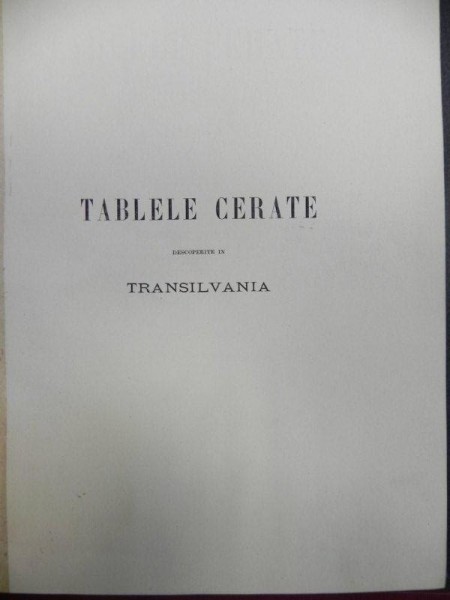 TABLELE CERATE
DESCOPERITE IN
TRANSILVANIA